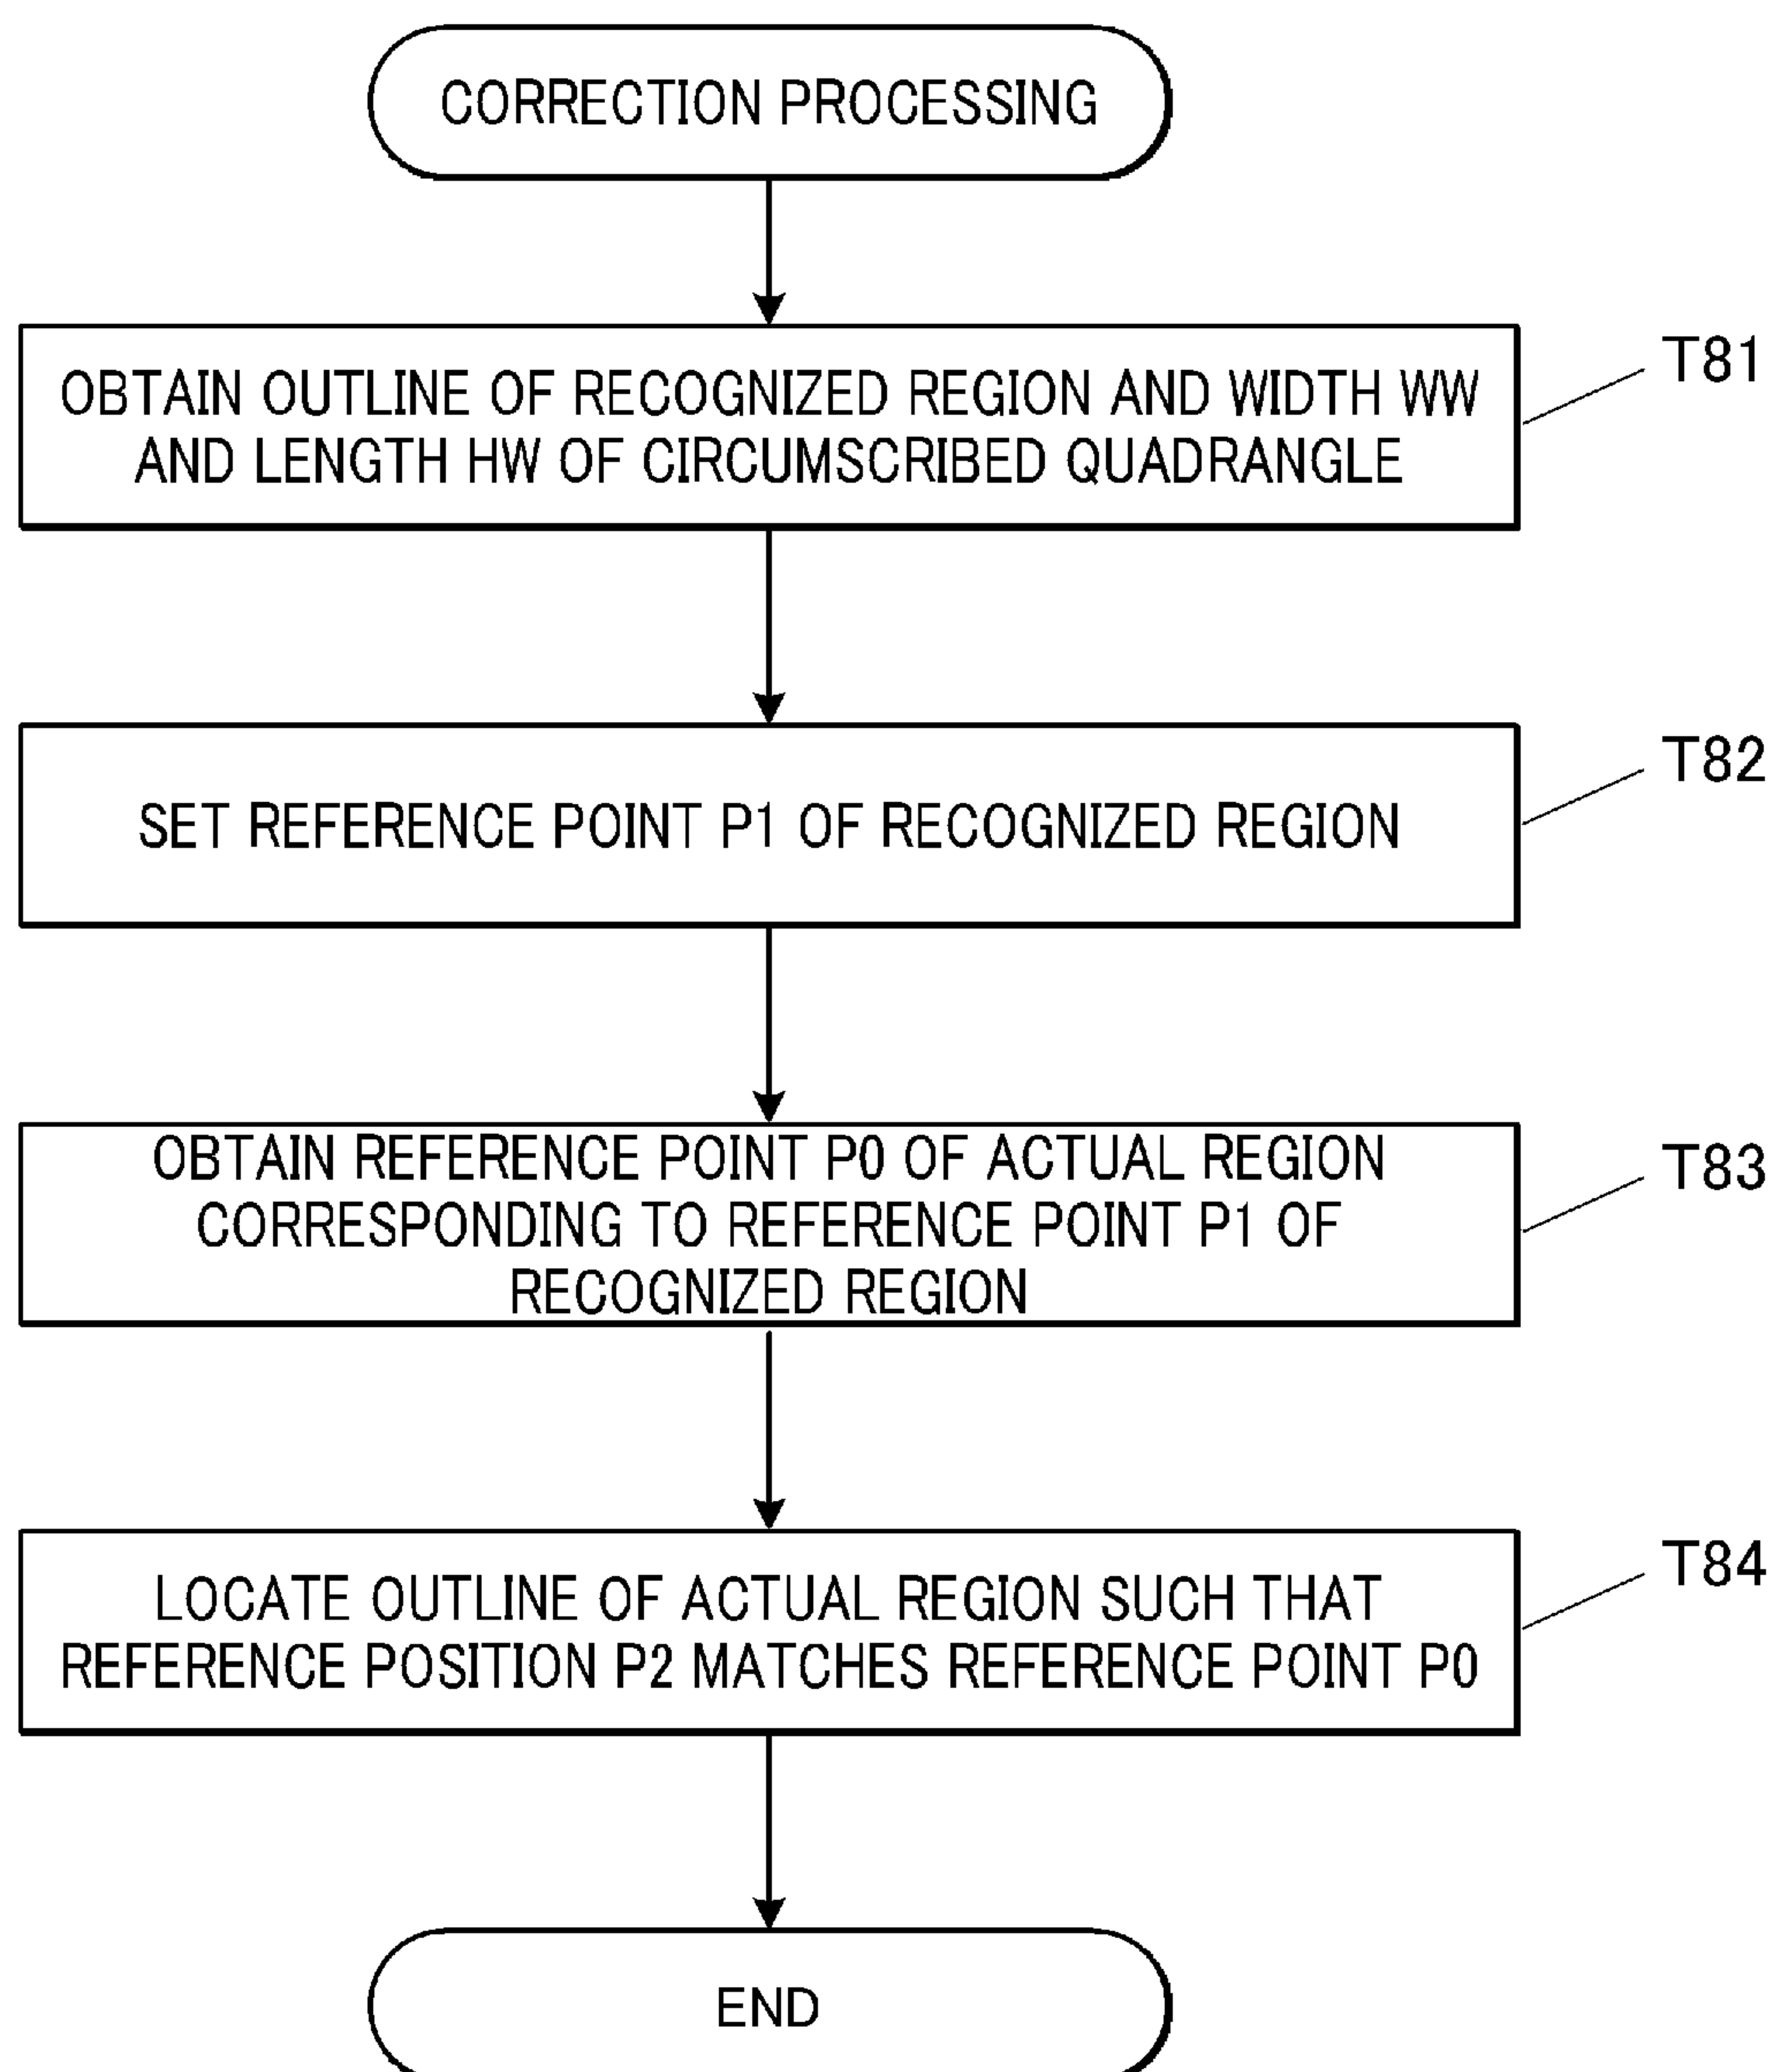 CORRECTION PROCESSING
OBTAIN OUTLINE OF RECOGNIZED REGION AND WIDTH WW
AND LENGTH HW OF CIRCUMSCRIBED QUADRANGLE
T81
SET REFERENCE POINT P1 OF RECOGNIZED REGION
T82
OBTAIN REFERENCE POINT P0 OF ACTUAL REGION
CORRESPONDING TO REFERENCE POINT P1 OF
RECOGNIZED REGION
T83
LOCATE OUTLINE OF ACTUAL REGION SUCH THAT
REFERENCE POSITION P2 MATCHES REFERENCE POINT P0
T84
END